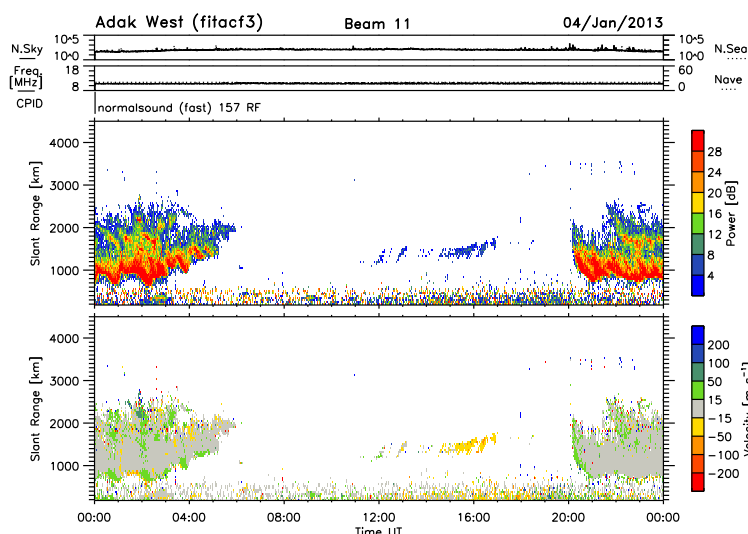 Adak West (fitacf3) Beam 11 04/Jan/2013
N.Sky 10^5 10^0 10^5 10^0 N.Sea
Freq. [MHz] 18 8 60 0 Nave
CPID normalsound (fast) 157 RF
Slant Range [km]
4000
3000
2000
1000
28
24
20
16
12
8
4
Power [dB]
Slant Range [km]
4000
3000
2000
1000
200
100
50
15
-15
-50
-100
-200
Velocity [m s⁻¹]
00:00 04:00 08:00 12:00 16:00 20:00 00:00
Time UT